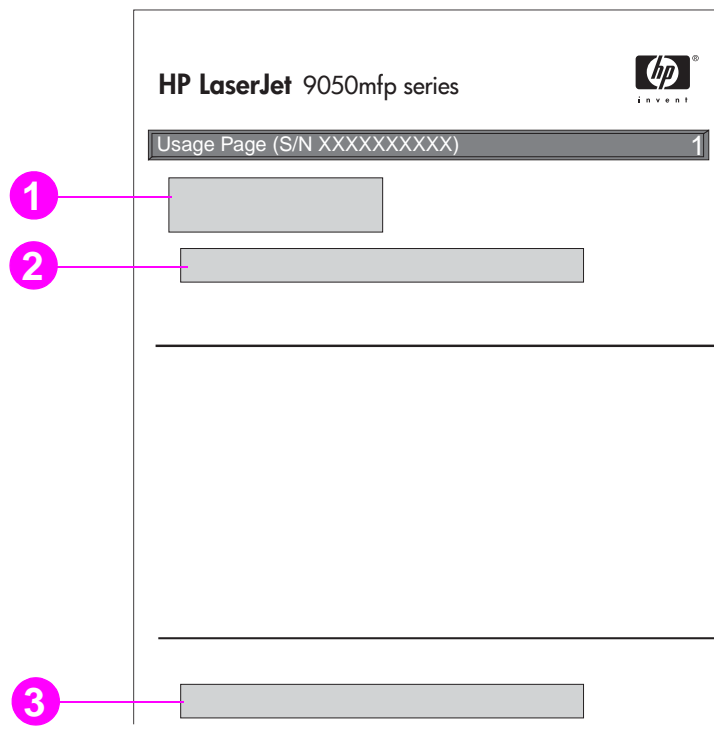 HP LaserJet 9050mfp series
hp
®
invent
Usage Page (S/N XXXXXXXXXX) 1
1
2
3